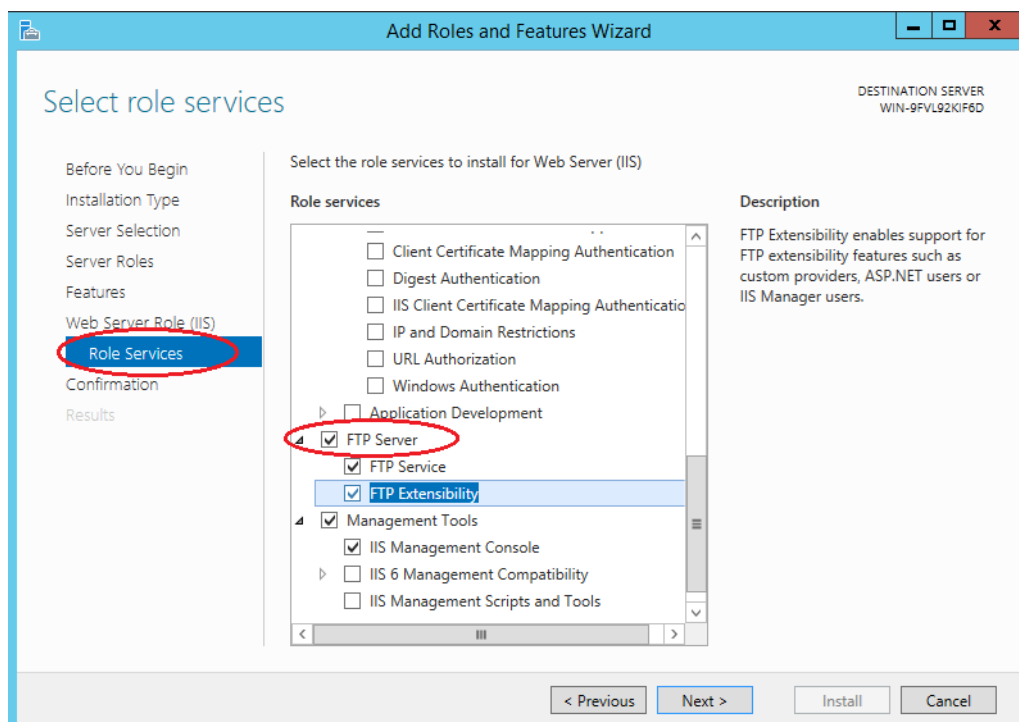 Add Roles and Features Wizard
Select role services
DESTINATION SERVER
WIN-9FVL92KIF6D
Before You Begin
Installation Type
Server Selection
Server Roles
Features
Web Server Role (IIS)
Role Services
Confirmation
Results
Select the role services to install for Web Server (IIS)
Role services
Client Certificate Mapping Authentication
Digest Authentication
IIS Client Certificate Mapping Authenticatio
IP and Domain Restrictions
URL Authorization
Windows Authentication
Application Development
FTP Server
FTP Service
FTP Extensibility
Management Tools
IIS Management Console
IIS 6 Management Compatibility
IIS Management Scripts and Tools
Description
FTP Extensibility enables support for
FTP extensibility features such as
custom providers, ASP.NET users or
IIS Manager users.
< Previous
Next >
Install
Cancel